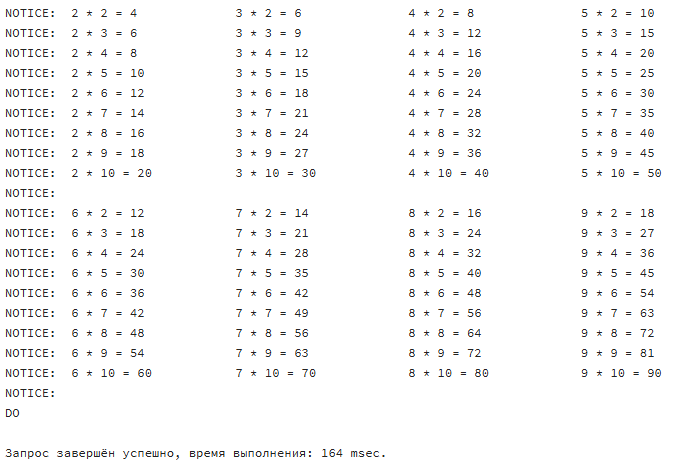 NOTICE:  2 * 2 = 4             3 * 2 = 6              4 * 2 = 8              5 * 2 = 10
NOTICE:  2 * 3 = 6             3 * 3 = 9              4 * 3 = 12             5 * 3 = 15
NOTICE:  2 * 4 = 8             3 * 4 = 12             4 * 4 = 16             5 * 4 = 20
NOTICE:  2 * 5 = 10            3 * 5 = 15             4 * 5 = 20             5 * 5 = 25
NOTICE:  2 * 6 = 12            3 * 6 = 18             4 * 6 = 24             5 * 6 = 30
NOTICE:  2 * 7 = 14            3 * 7 = 21             4 * 7 = 28             5 * 7 = 35
NOTICE:  2 * 8 = 16            3 * 8 = 24             4 * 8 = 32             5 * 8 = 40
NOTICE:  2 * 9 = 18            3 * 9 = 27             4 * 9 = 36             5 * 9 = 45
NOTICE:  2 * 10 = 20           3 * 10 = 30            4 * 10 = 40            5 * 10 = 50
NOTICE:
NOTICE:  6 * 2 = 12            7 * 2 = 14             8 * 2 = 16             9 * 2 = 18
NOTICE:  6 * 3 = 18            7 * 3 = 21             8 * 3 = 24             9 * 3 = 27
NOTICE:  6 * 4 = 24            7 * 4 = 28             8 * 4 = 32             9 * 4 = 36
NOTICE:  6 * 5 = 30            7 * 5 = 35             8 * 5 = 40             9 * 5 = 45
NOTICE:  6 * 6 = 36            7 * 6 = 42             8 * 6 = 48             9 * 6 = 54
NOTICE:  6 * 7 = 42            7 * 7 = 49             8 * 7 = 56             9 * 7 = 63
NOTICE:  6 * 8 = 48            7 * 8 = 56             8 * 8 = 64             9 * 8 = 72
NOTICE:  6 * 9 = 54            7 * 9 = 63             8 * 9 = 72             9 * 9 = 81
NOTICE:  6 * 10 = 60           7 * 10 = 70            8 * 10 = 80            9 * 10 = 90
NOTICE:
DO
Запрос завершён успешно, время выполнения: 164 msec.